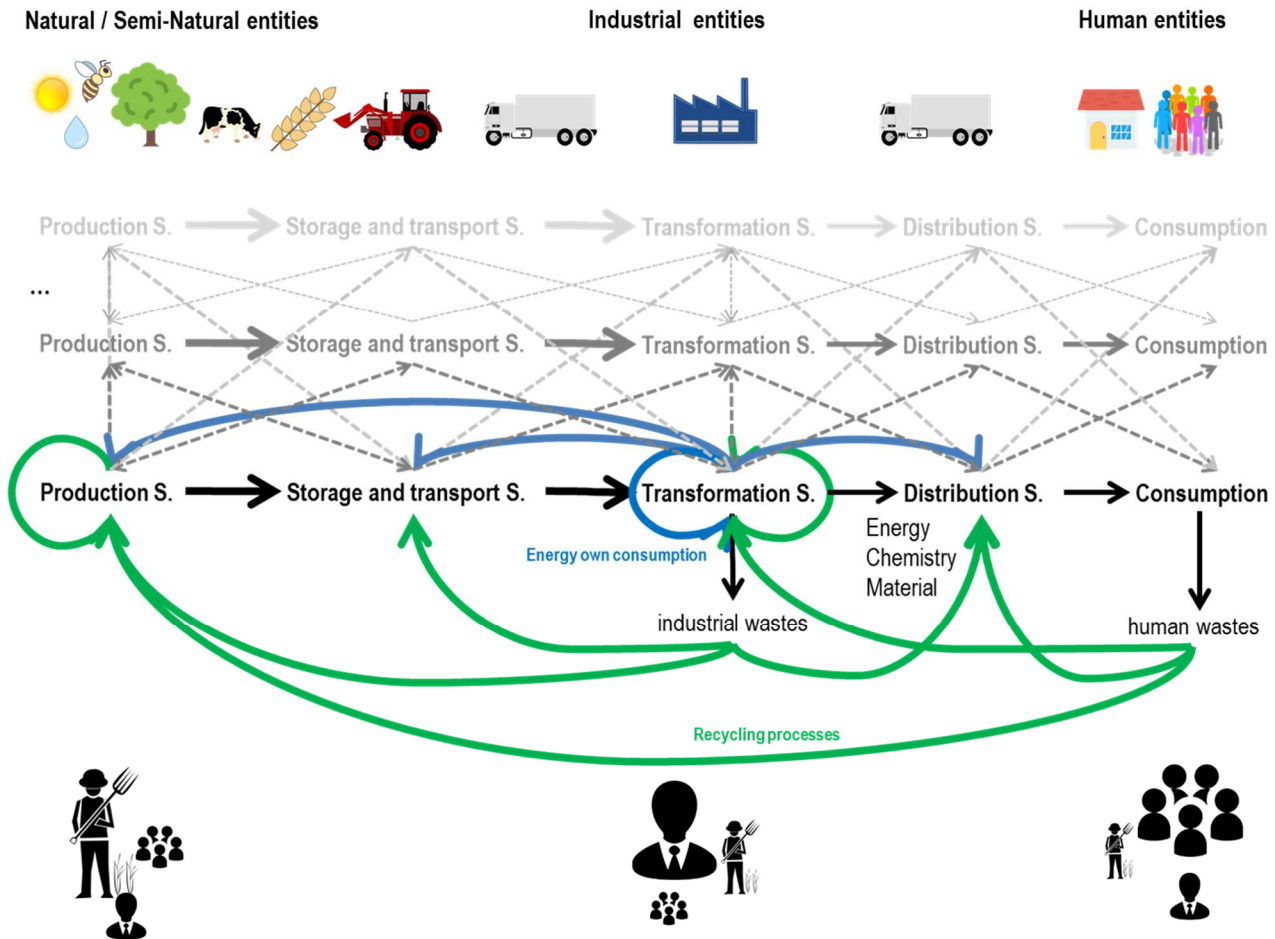 Natural / Semi-Natural entities
Industrial entities
Human entities
Production S.
Storage and transport S.
Transformation S.
Distribution S.
Consumption
...
Production S.
Storage and transport S.
Transformation S.
Distribution S.
Consumption
Production S.
Storage and transport S.
Transformation S.
Distribution S.
Consumption
Energy own consumption
Energy
Chemistry
Material
industrial wastes
human wastes
Recycling processes